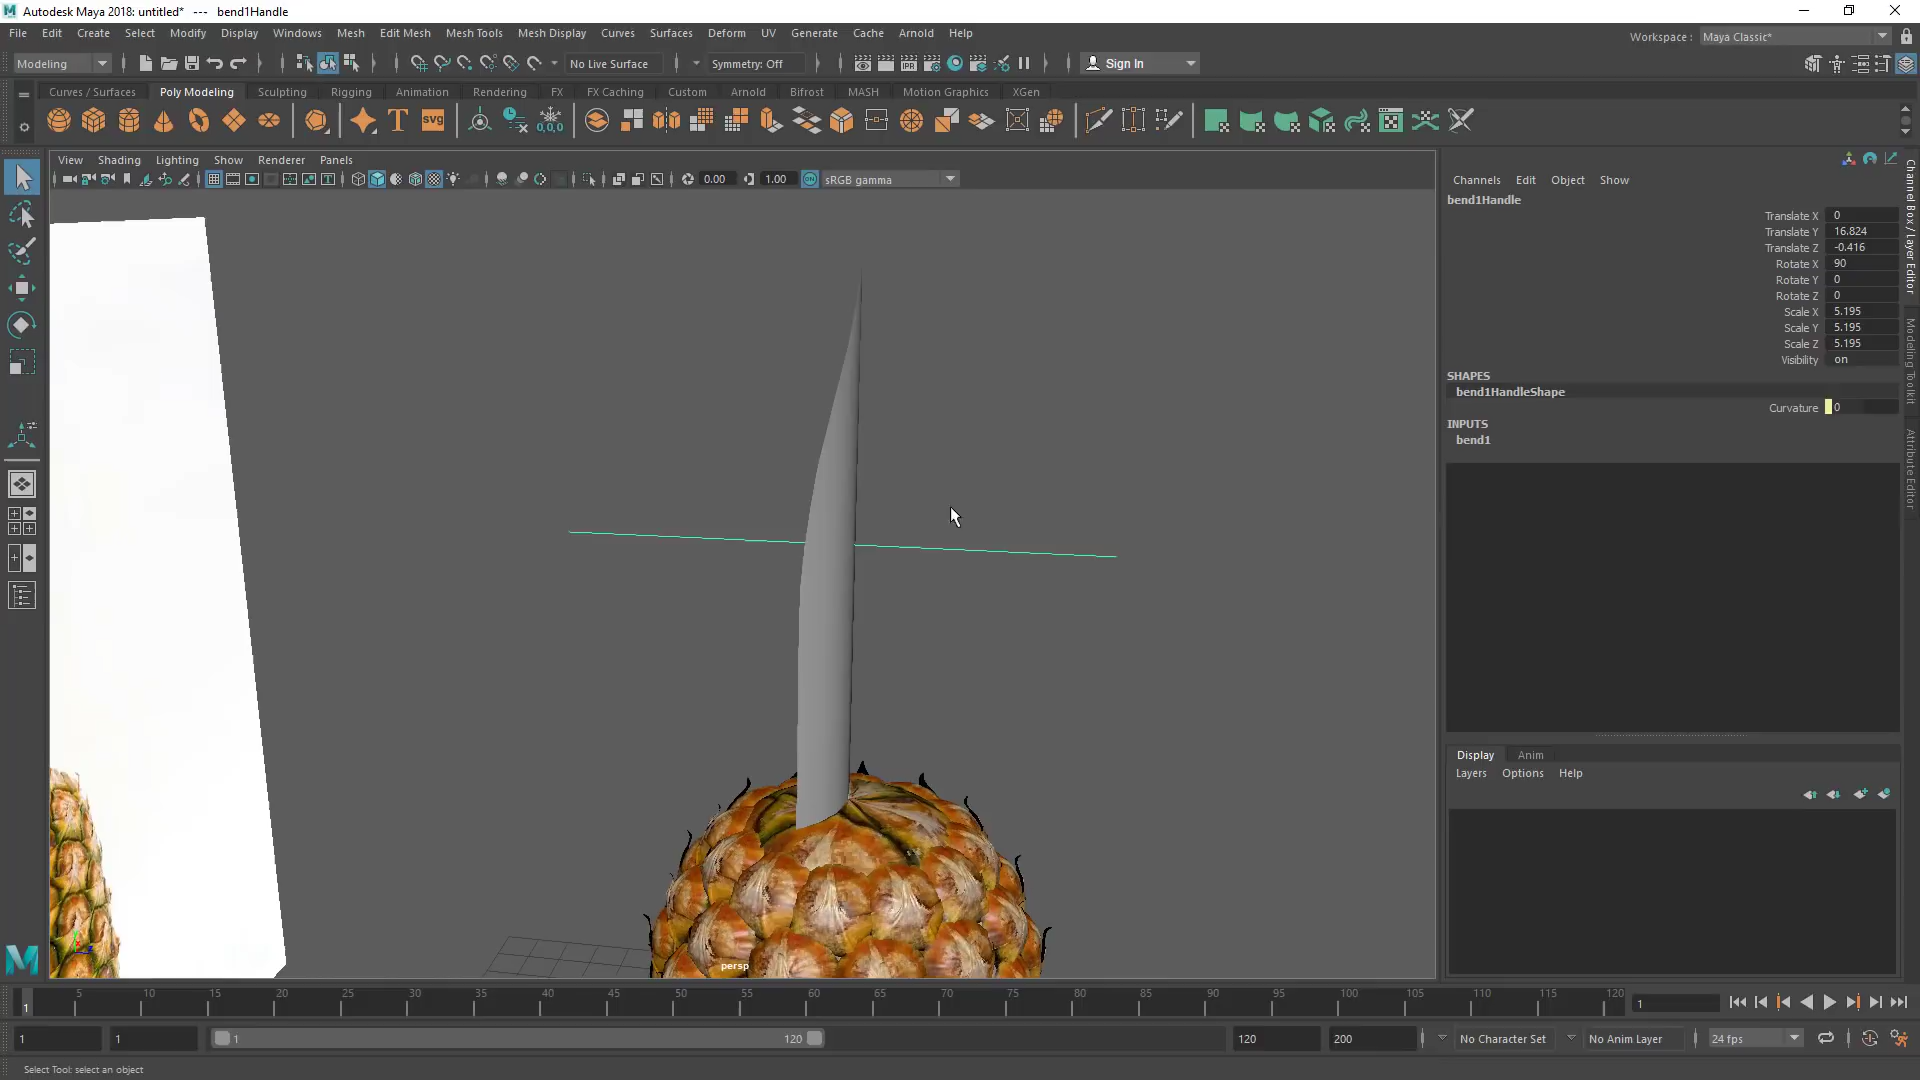 Autodesk Maya 2018: untitled* --- bend1Handle
File Edit Create Select Modify Display Windows Mesh Edit Mesh Mesh Tools Mesh Display Curves Surfaces Deform UV Generate Cache Arnold Help
Workspace : Maya Classic*
Modeling No Live Surface Symmetry: Off Sign In
Curves / Surfaces Poly Modeling Sculpting Rigging Animation Rendering FX FX Caching Custom Arnold Bifrost MASH Motion Graphics XGen
T svg 0,0,0
View Shading Lighting Show Renderer Panels
0.00 1.00 ON sRGB gamma
Channels Edit Object Show
bend1Handle
Translate X 0
Translate Y 16.824
Translate Z -0.416
Rotate X 90
Rotate Y 0
Rotate Z 0
Scale X 5.195
Scale Y 5.195
Scale Z 5.195
Visibility on
SHAPES
bend1HandleShape
Curvature 0
INPUTS
bend1
Channel Box / Layer Editor
Modeling Toolkit
Attribute Editor
Display Anim
Layers Options Help
persp
5 10 15 20 25 30 35 40 45 50 55 60 65 70 75 80 85 90 95 100 105 110 115 120
1 1
1 1 1 120 120 200 No Character Set No Anim Layer 24 fps
Select Tool: select an object